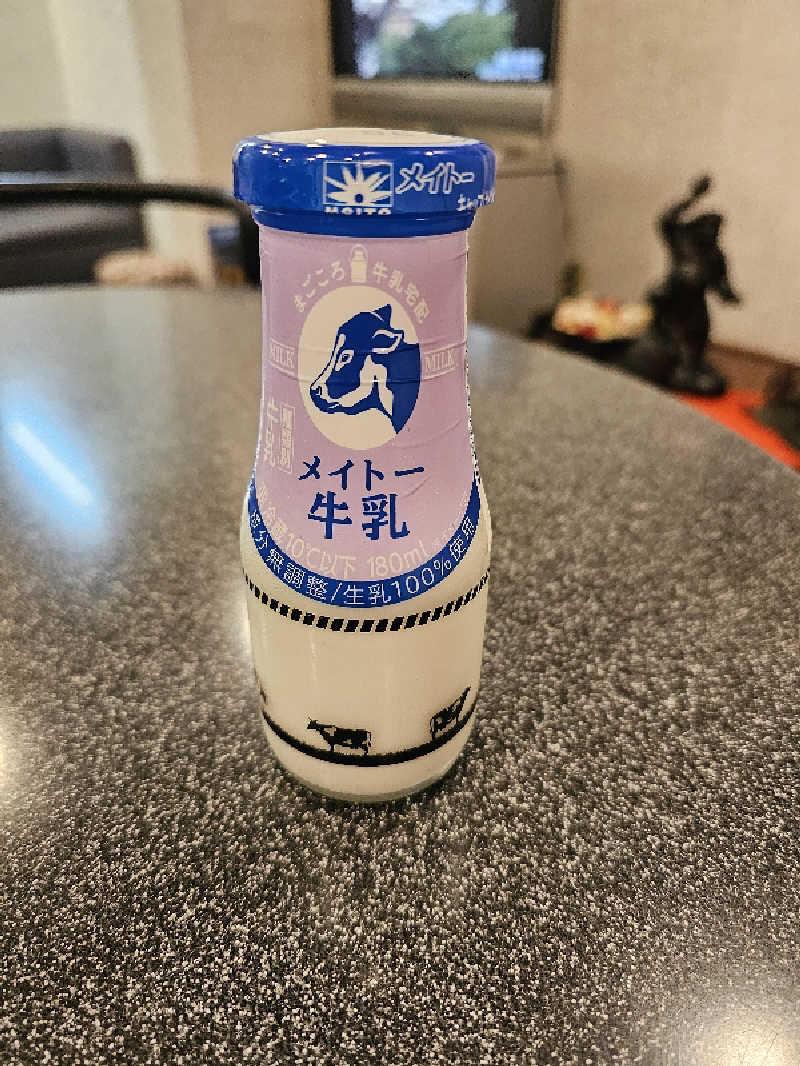 メイトー
MEITO
まごころ 牛乳宅配
MILK MILK
種類別
牛乳
メイトー
牛乳
10℃以下 180ml
成分無調整/生乳100%使用